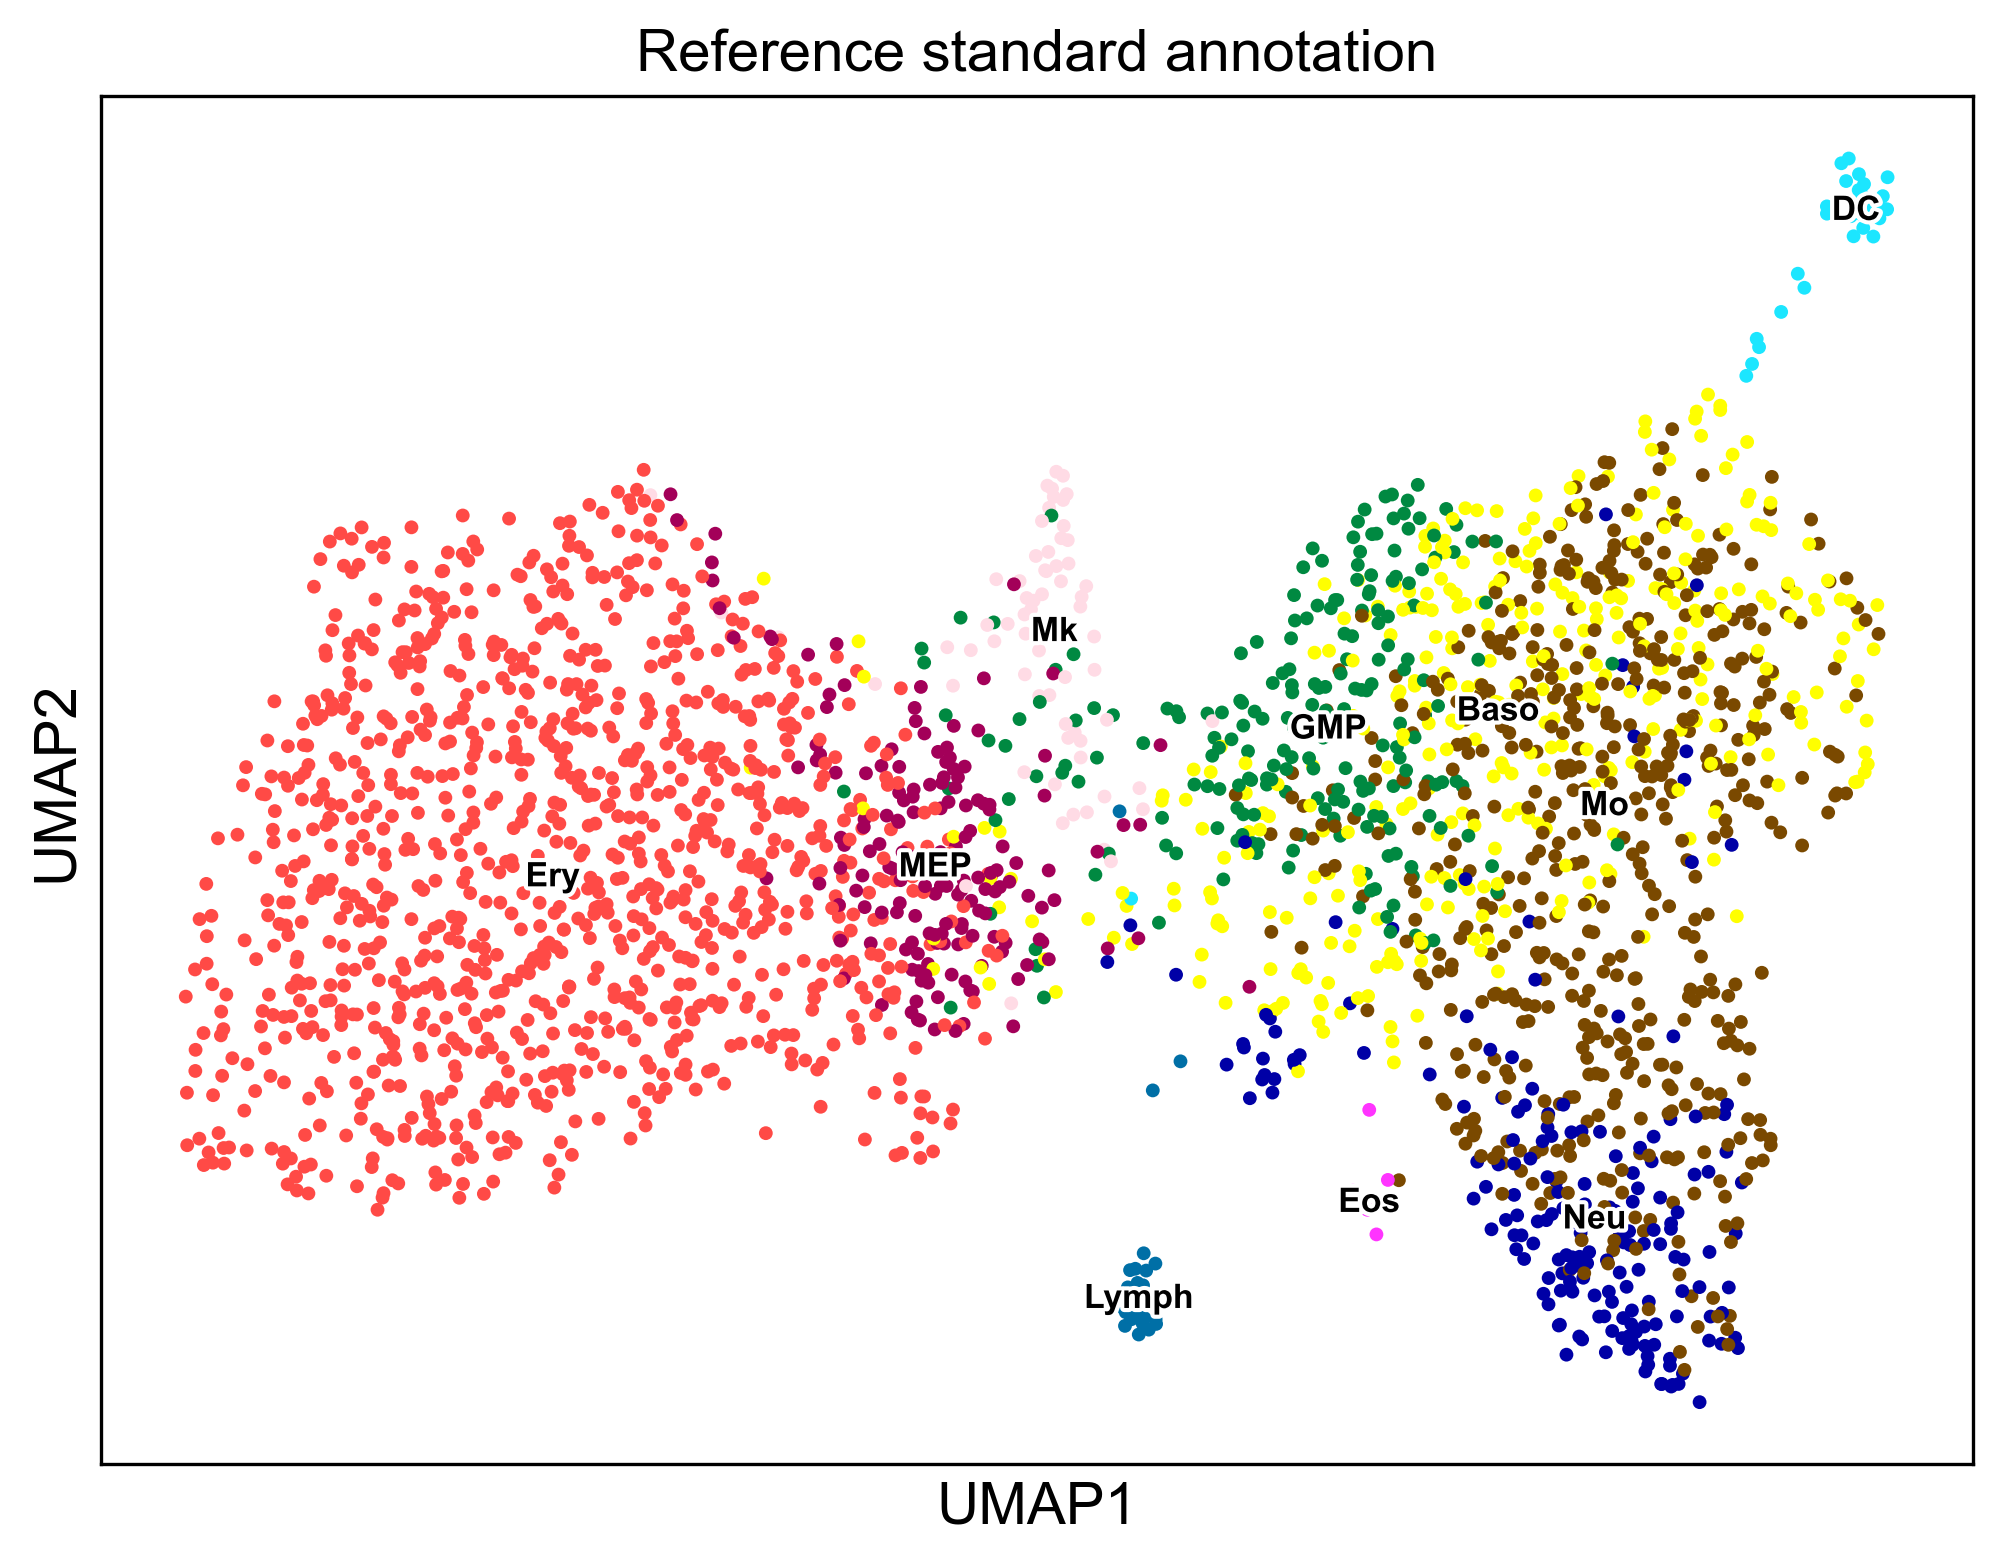 Reference standard annotation
DC
Mk
GMP
Baso
Mo
MEP
Ery
Eos
Neu
Lymph
UMAP2
UMAP1